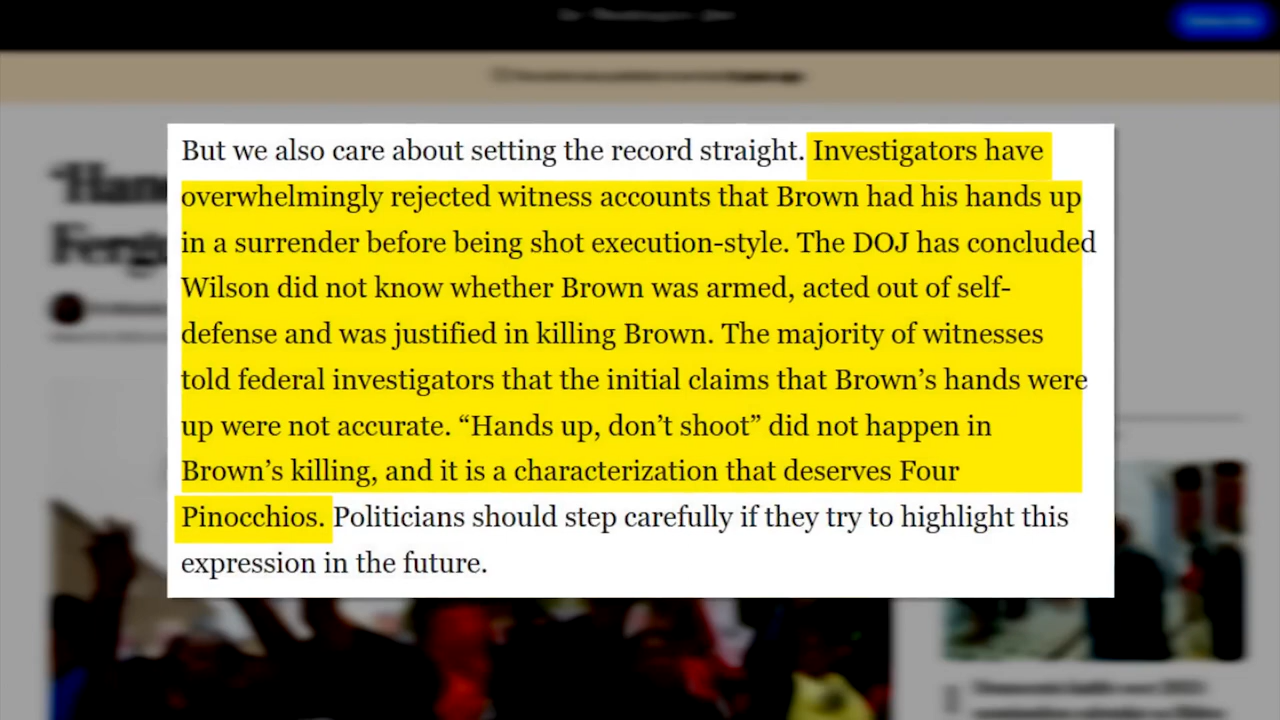 But we also care about setting the record straight. Investigators have
overwhelmingly rejected witness accounts that Brown had his hands up
in a surrender before being shot execution-style. The DOJ has concluded
Wilson did not know whether Brown was armed, acted out of self-
defense and was justified in killing Brown. The majority of witnesses
told federal investigators that the initial claims that Brown’s hands were
up were not accurate. “Hands up, don’t shoot” did not happen in
Brown’s killing, and it is a characterization that deserves Four
Pinocchios. Politicians should step carefully if they try to highlight this
expression in the future.